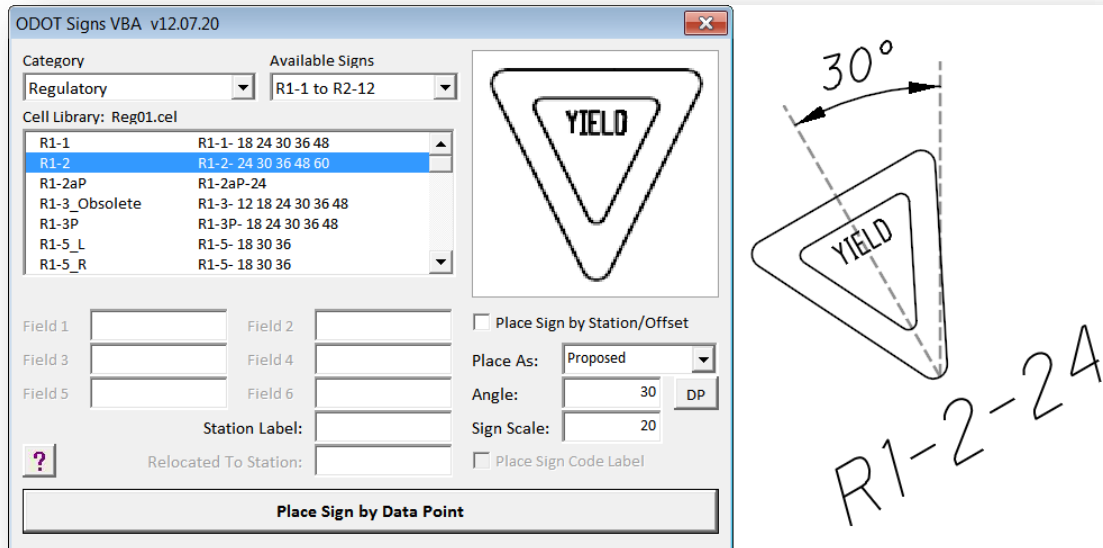 ODOT Signs VBA v12.07.20
Category
Available Signs
Regulatory
R1-1 to R2-12
Cell Library: Reg01.cel
R1-1 R1-1- 18 24 30 36 48
R1-2 R1-2- 24 30 36 48 60
R1-2aP R1-2aP-24
R1-3_Obsolete R1-3- 12 18 24 30 36 48
R1-3P R1-3P- 18 24 30 36 48
R1-5_L R1-5- 18 30 36
R1-5_R R1-5- 18 30 36
YIELD
Field 1
Field 2
Field 3
Field 4
Field 5
Field 6
Station Label:
Relocated To Station:
?
Place Sign by Station/Offset
Place As: Proposed
Angle: 30 DP
Sign Scale: 20
Place Sign Code Label
Place Sign by Data Point
30°
YIELD
R1-2-24